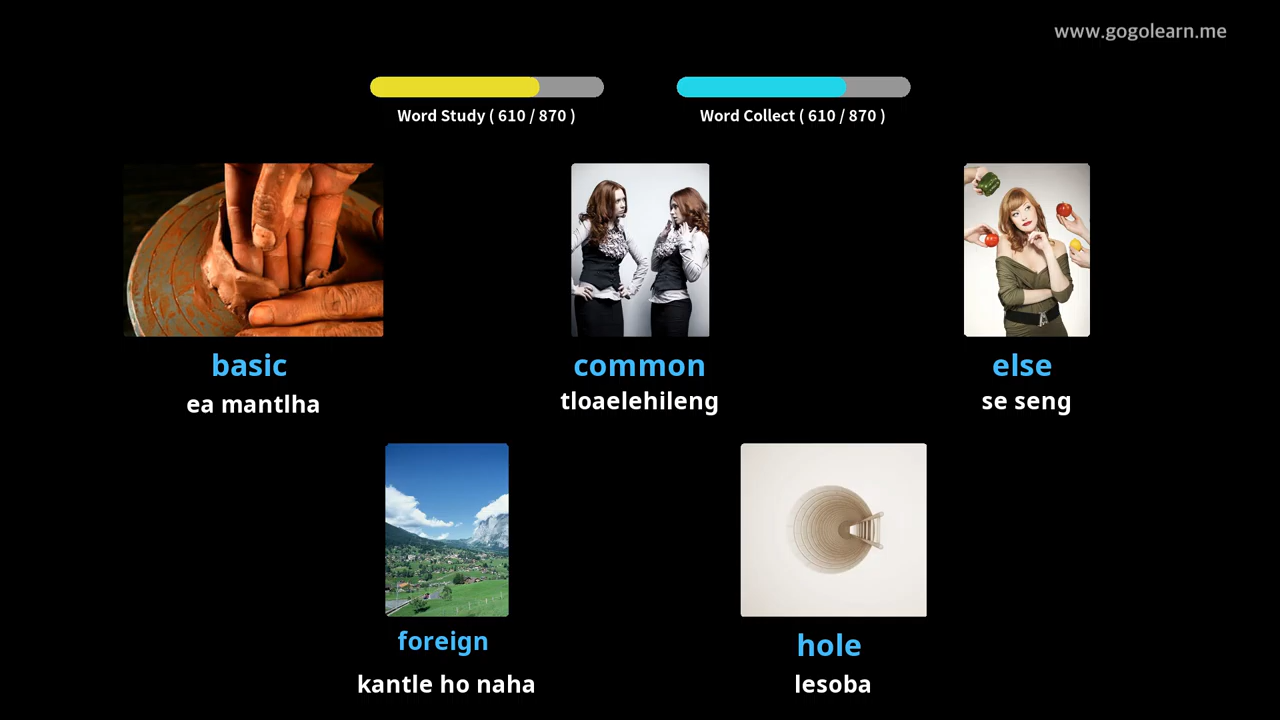 www.gogolearn.me
Word Study ( 610 / 870 )
Word Collect ( 610 / 870 )
basic
ea mantlha
common
tloaelehileng
else
se seng
foreign
kantle ho naha
hole
lesoba